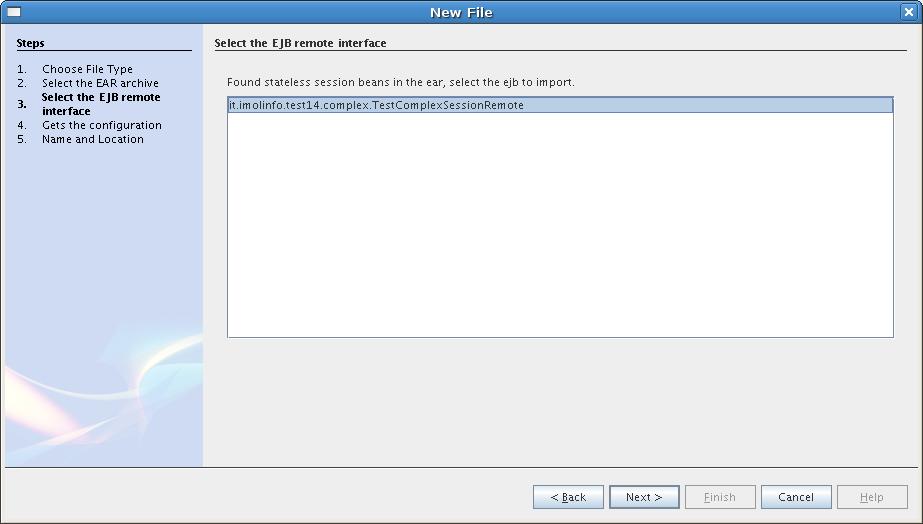 New File
Steps
1. Choose File Type
2. Select the EAR archive
3. Select the EJB remote
interface
4. Gets the configuration
5. Name and Location
Select the EJB remote interface
Found stateless session beans in the ear, select the ejb to import.
it.imolinfo.test14.complex.TestComplexSessionRemote
< Back
Next >
Finish
Cancel
Help